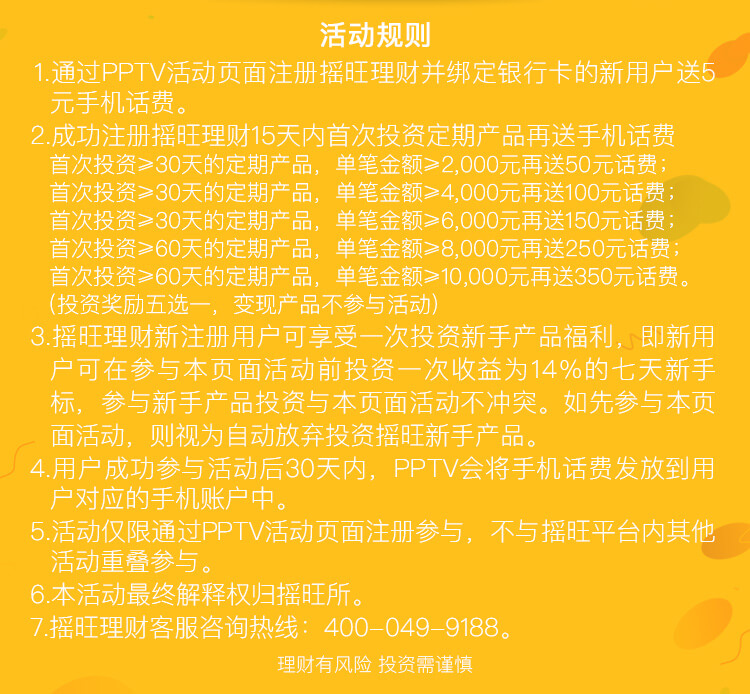 活动规则
1.通过PPTV活动页面注册摇旺理财并绑定银行卡的新用户送5
元手机话费。
2.成功注册摇旺理财15天内首次投资定期产品再送手机话费
首次投资≥30天的定期产品，单笔金额≥2,000元再送50元话费；
首次投资≥30天的定期产品，单笔金额≥4,000元再送100元话费；
首次投资≥30天的定期产品，单笔金额≥6,000元再送150元话费；
首次投资≥60天的定期产品，单笔金额≥8,000元再送250元话费；
首次投资≥60天的定期产品，单笔金额≥10,000元再送350元话费。
(投资奖励五选一，变现产品不参与活动)
3.摇旺理财新注册用户可享受一次投资新手产品福利，即新用
户可在参与本页面活动前投资一次收益为14%的七天新手
标，参与新手产品投资与本页面活动不冲突。如先参与本页
面活动，则视为自动放弃投资摇旺新手产品。
4.用户成功参与活动后30天内，PPTV会将手机话费发放到用
户对应的手机账户中。
5.活动仅限通过PPTV活动页面注册参与，不与摇旺平台内其他
活动重叠参与。
6.本活动最终解释权归摇旺所。
7.摇旺理财客服咨询热线：400-049-9188。
理财有风险 投资需谨慎